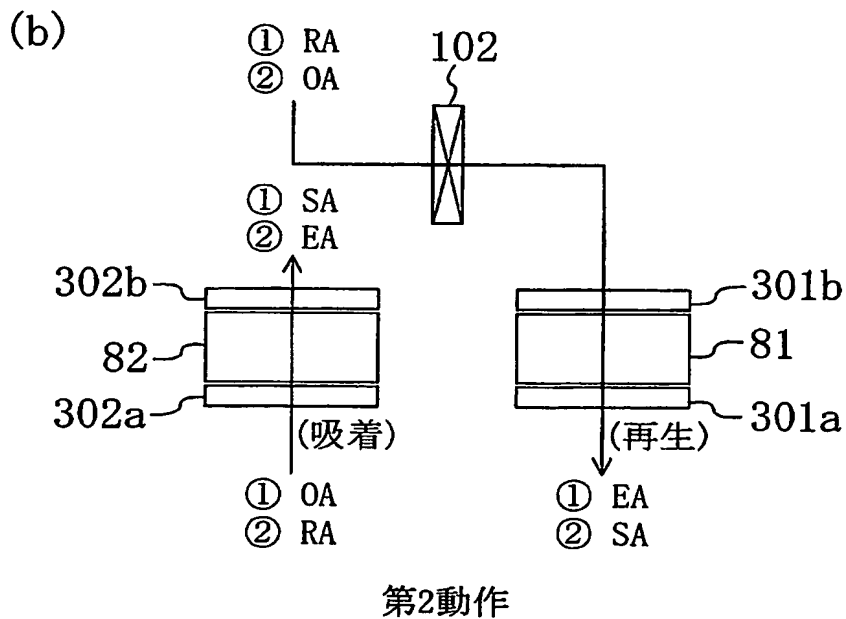 (b)
① RA
② OA
102
① SA
② EA
302b
82
302a
(吸着)
① OA
② RA
301b
81
301a
(再生)
① EA
② SA
第2動作